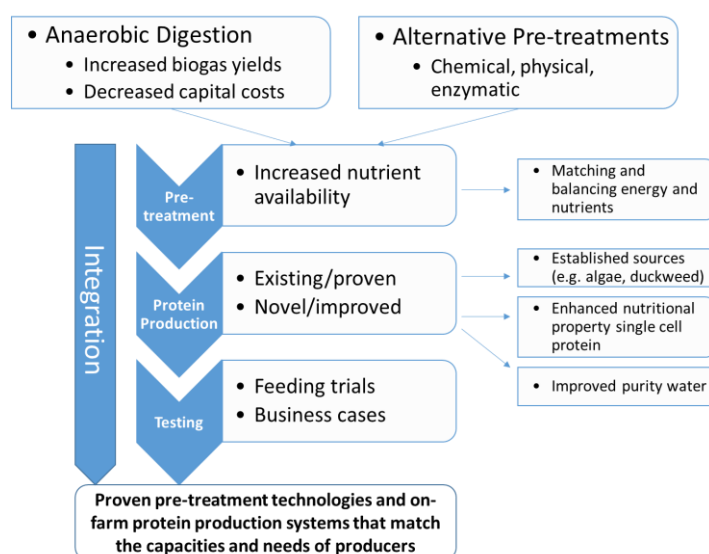 • Anaerobic Digestion
• Increased biogas yields
• Decreased capital costs
• Alternative Pre-treatments
• Chemical, physical,
enzymatic
Integration
Pre-
treatment
• Increased nutrient
availability
• Matching and
balancing energy and
nutrients
Protein
Production
• Existing/proven
• Novel/improved
• Established sources
(e.g. algae, duckweed)
• Enhanced nutritional
property single cell
protein
• Improved purity water
Testing
• Feeding trials
• Business cases
Proven pre-treatment technologies and on-
farm protein production systems that match
the capacities and needs of producers